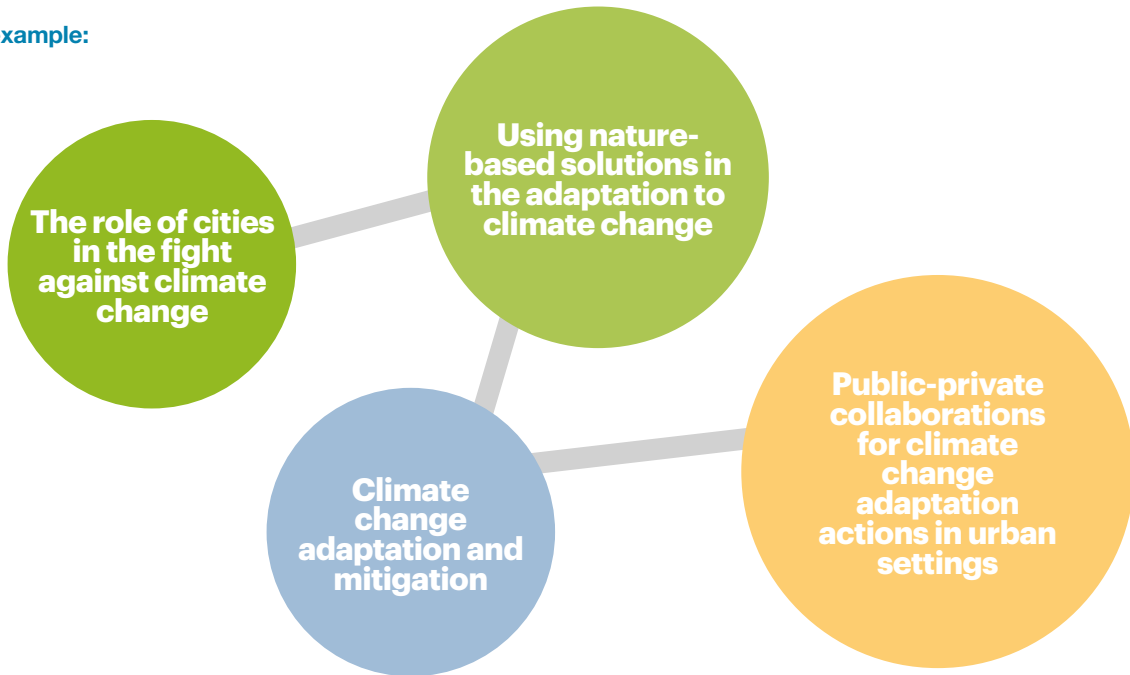 xample:
Using nature-
based solutions in
the adaptation to
climate change
The role of cities
in the fight
against climate
change
Public-private
collaborations
for climate
change
adaptation
actions in urban
settings
Climate
change
adaptation and
mitigation